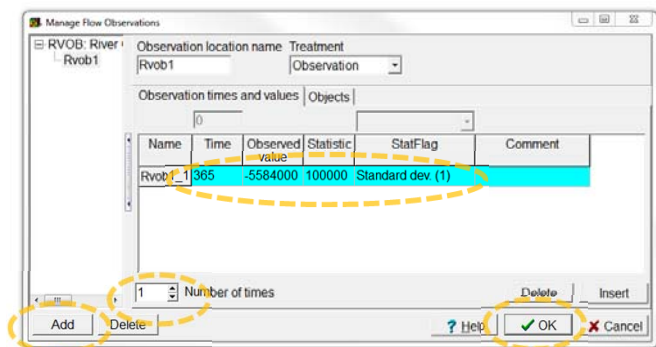 Manage Flow Observations
RVOB: River
Rvob1
Observation location name Treatment
Rvob1 Observation
Observation times and values Objects
0
Name Time Observed value Statistic StatFlag Comment
Rvob1_1 365 -5584000 100000 Standard dev. (1)
1 Number of times Delete Insert
Add Delete ? Help OK Cancel